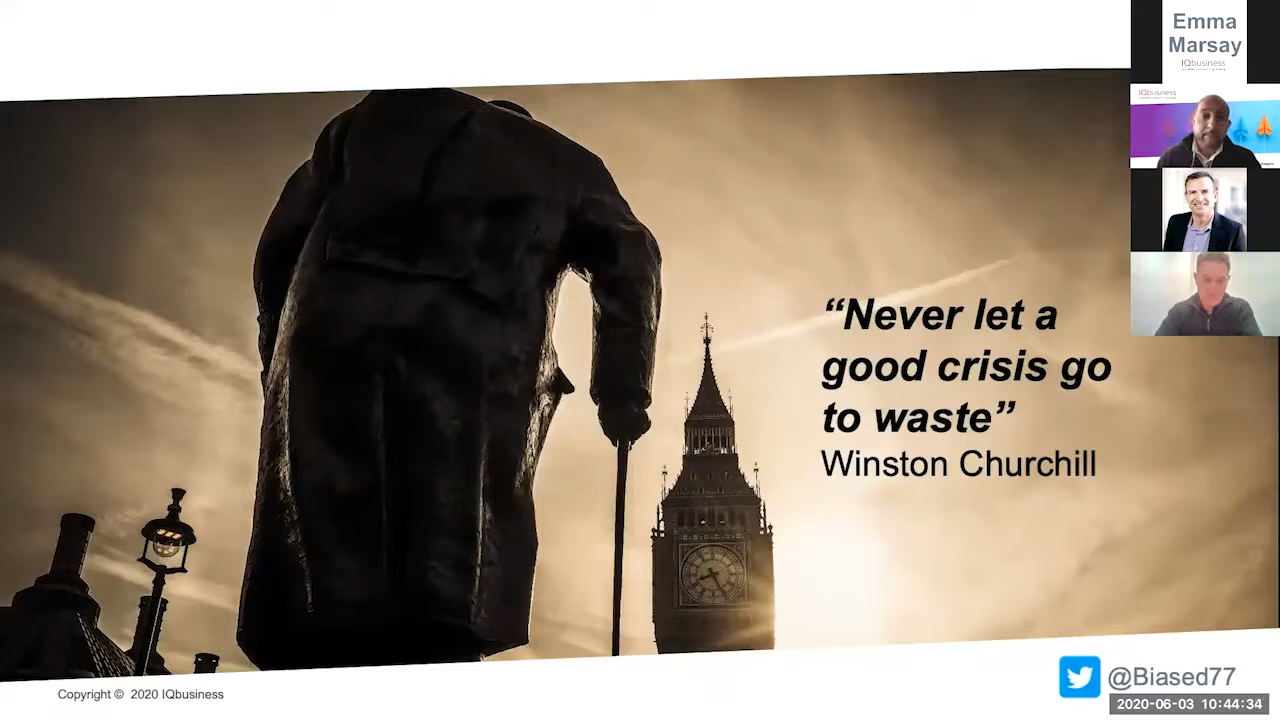 Emma
Marsay
IQbusiness
IQbusiness
“Never let a
good crisis go
to waste”
Winston Churchill
Copyright © 2020 IQbusiness
@Biased77
2020-06-03 10:44:34